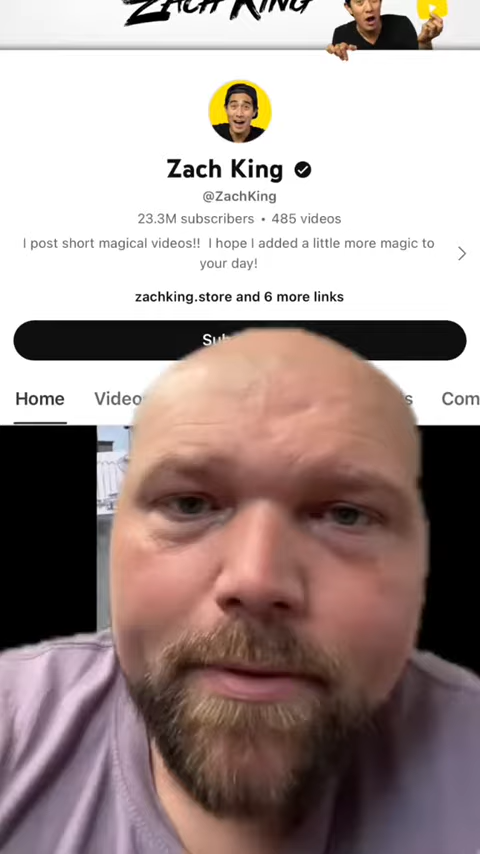 ZACH KING
Zach King
@ZachKing
23.3M subscribers • 485 videos
I post short magical videos!! I hope I added a little more magic to
your day!
zachking.store and 6 more links
Home